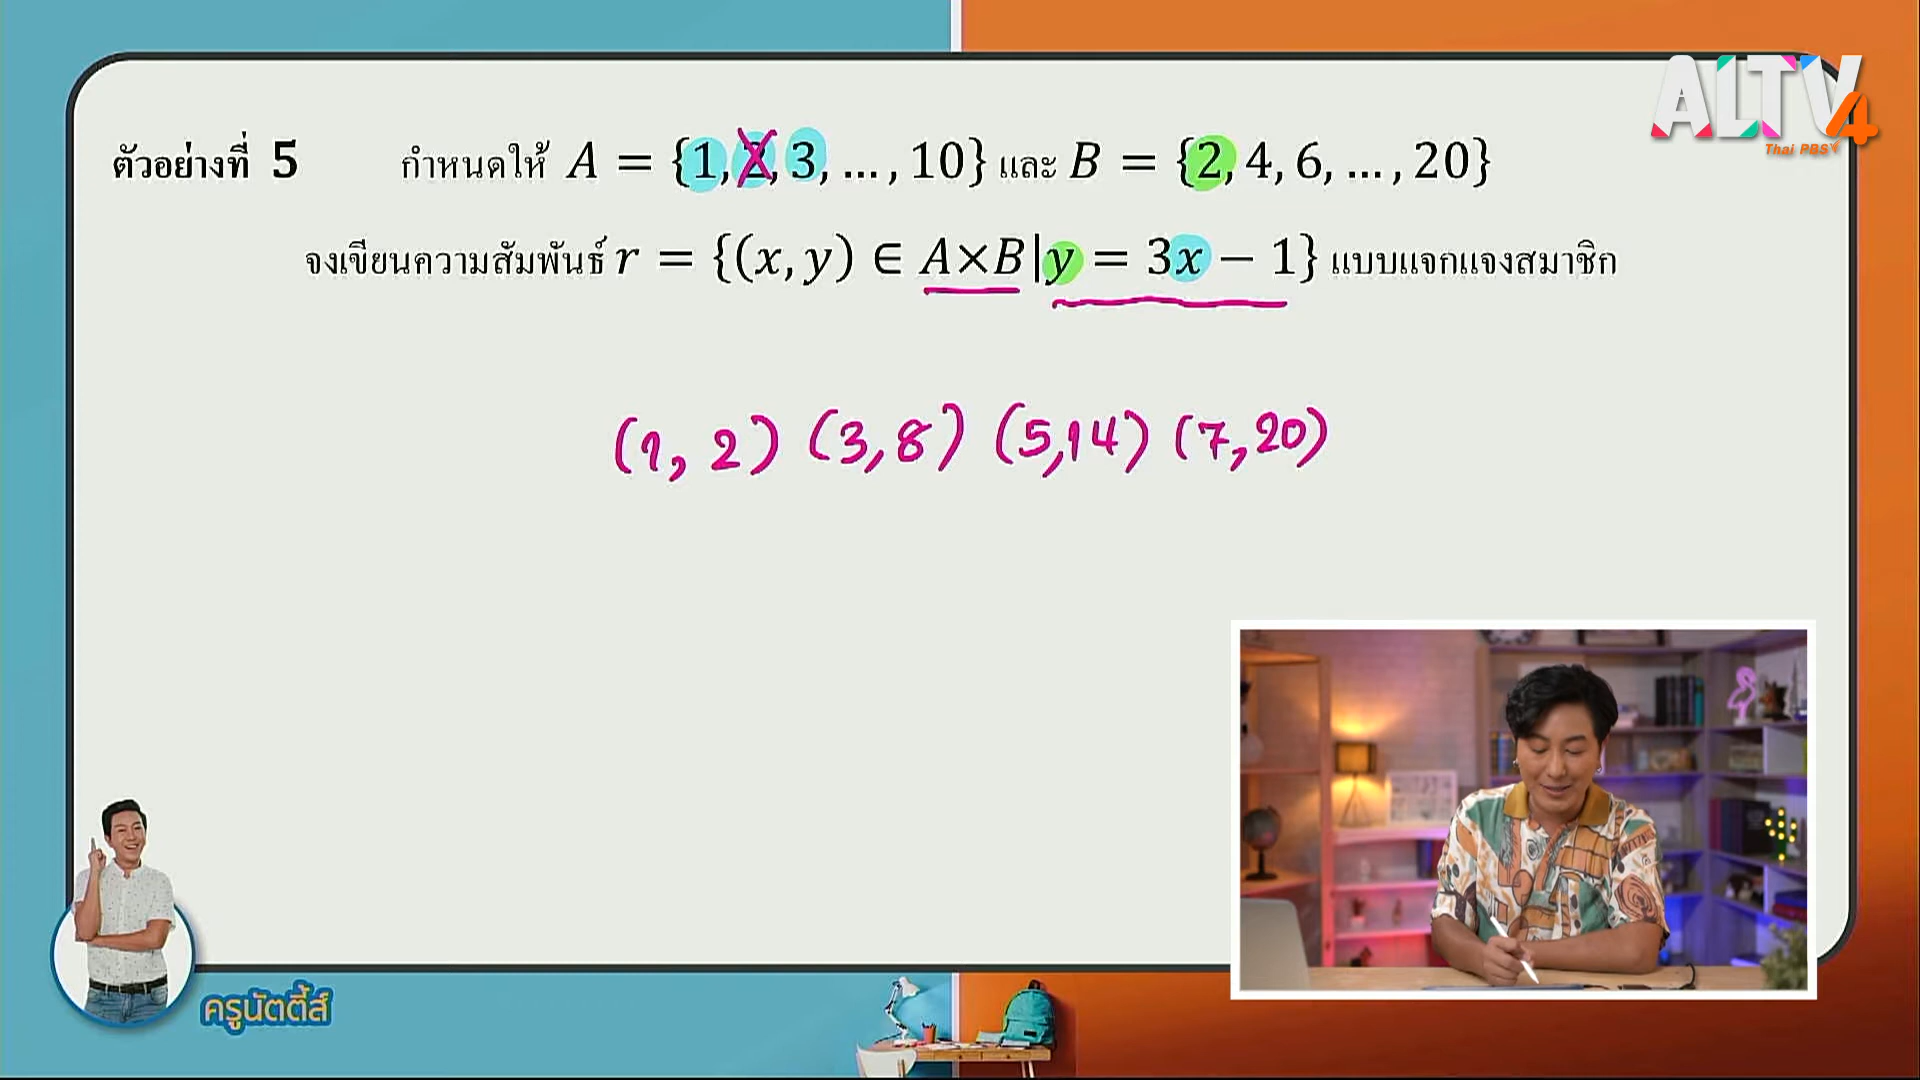 ALTV4
Thai PBS
ตัวอย่างที่ 5 กำหนดให้ A = {1, 2, 3, ... , 10} และ B = {2, 4, 6, ... , 20}
จงเขียนความสัมพันธ์ r = {(x, y) ∈ A×B|y = 3x − 1} แบบแจกแจงสมาชิก
(1, 2) (3,8) (5,14) (7,20)
ครูนัตตี้ส์